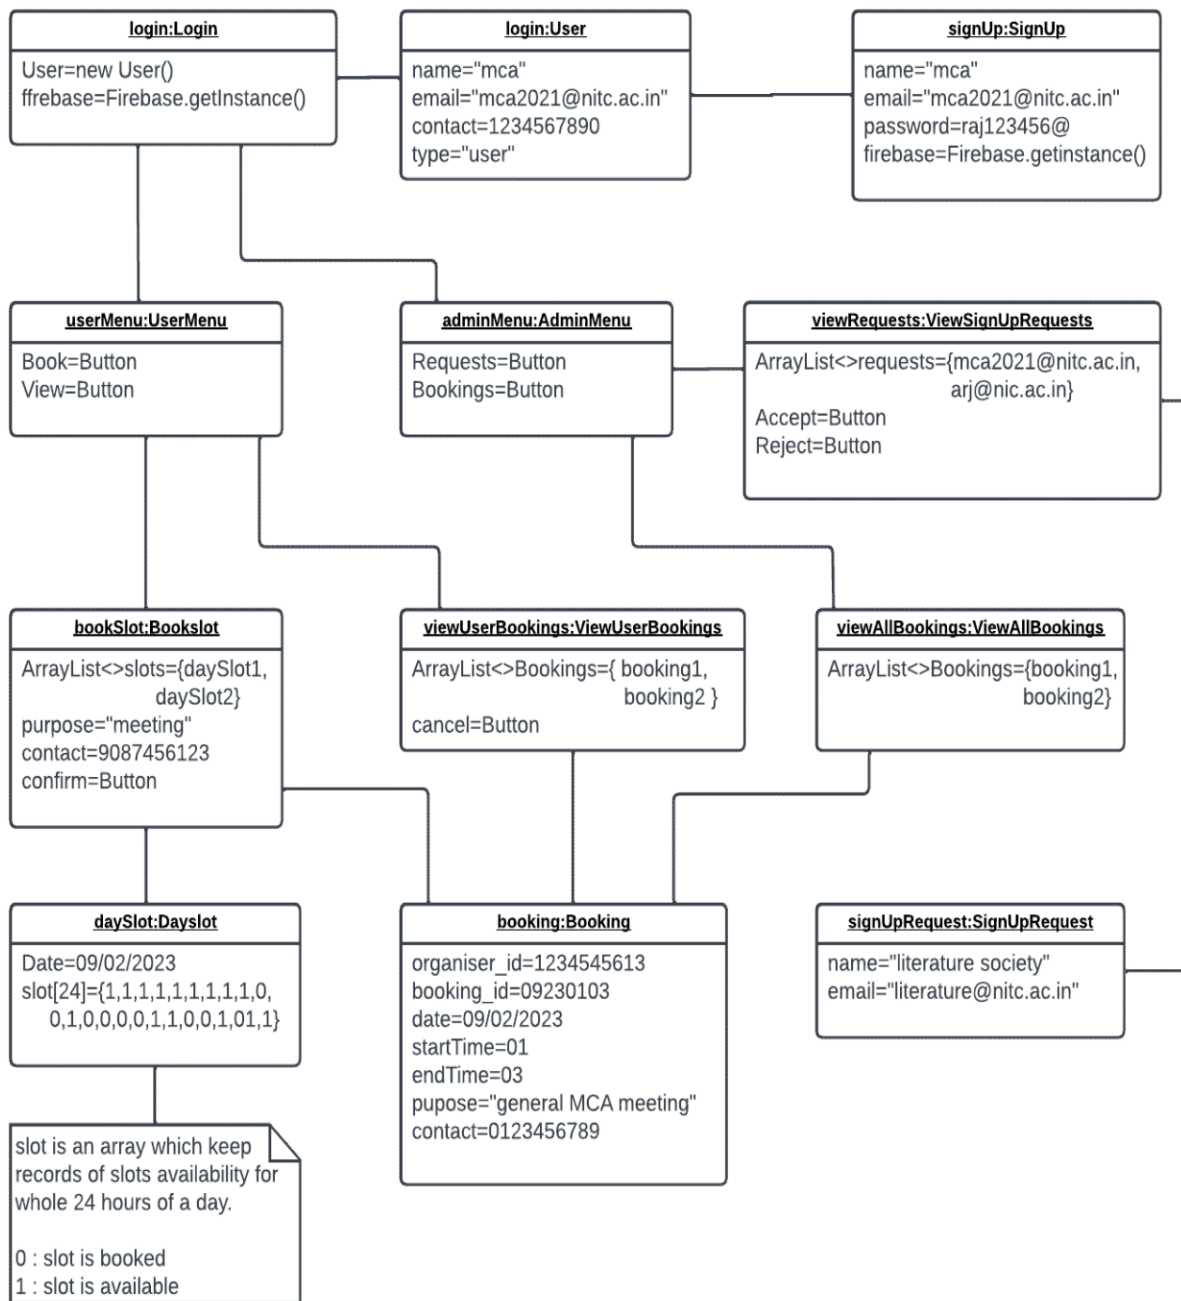 login:Login
User=new User()
ffrebase=Firebase.getInstance()
login:User
name="mca"
email="mca2021@nitc.ac.in"
contact=1234567890
type="user"
signUp:SignUp
name="mca"
email="mca2021@nitc.ac.in"
password=raj123456@
firebase=Firebase.getinstance()
userMenu:UserMenu
Book=Button
View=Button
adminMenu:AdminMenu
Requests=Button
Bookings=Button
viewRequests:ViewSignUpRequests
ArrayList<>requests={mca2021@nitc.ac.in,
arj@nic.ac.in}
Accept=Button
Reject=Button
bookSlot:Bookslot
ArrayList<>slots={daySlot1,
daySlot2}
purpose="meeting"
contact=9087456123
confirm=Button
viewUserBookings:ViewUserBookings
ArrayList<>Bookings={ booking1,
booking2 }
cancel=Button
viewAllBookings:ViewAllBookings
ArrayList<>Bookings={booking1,
booking2}
daySlot:Dayslot
Date=09/02/2023
slot[24]={1,1,1,1,1,1,1,1,1,0,
0,1,0,0,0,0,1,1,0,0,1,01,1}
booking:Booking
organiser_id=1234545613
booking_id=09230103
date=09/02/2023
startTime=01
endTime=03
pupose="general MCA meeting"
contact=0123456789
signUpRequest:SignUpRequest
name="literature society"
email="literature@nitc.ac.in"
slot is an array which keep
records of slots availability for
whole 24 hours of a day.
0 : slot is booked
1 : slot is available